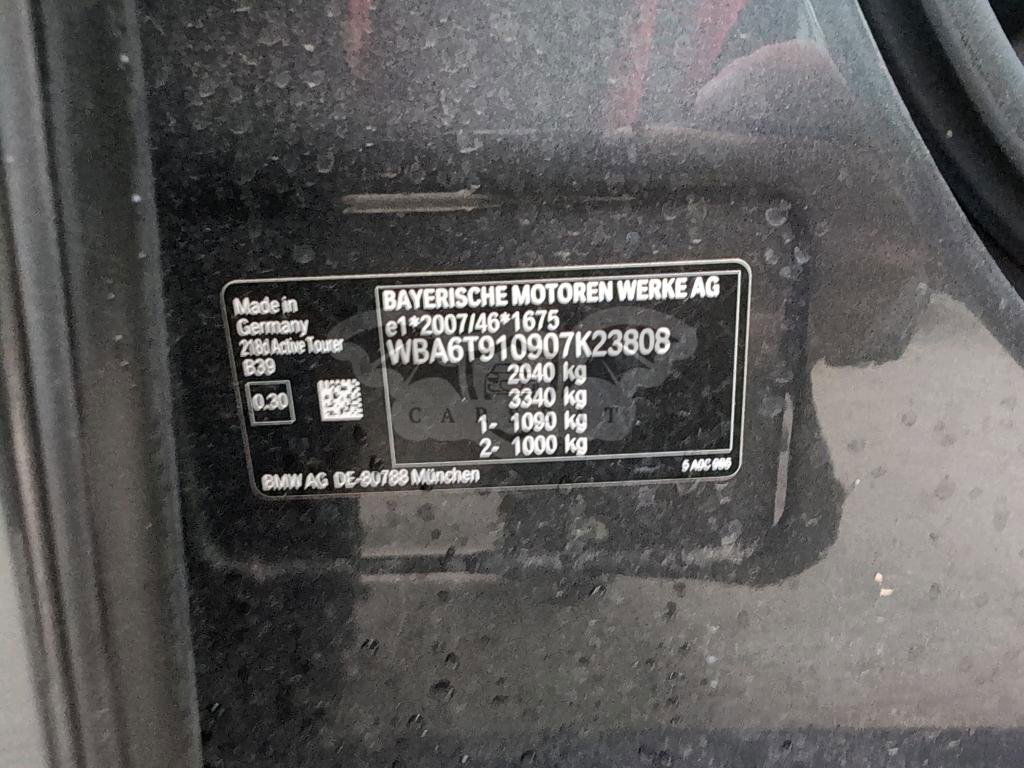 Made in
Germany
218d Active Tourer
B39
0.30
BAYERISCHE MOTOREN WERKE AG
e1*2007/46*1675
WBA6T910907K23808
2040 kg
3340 kg
1- 1090 kg
2- 1000 kg
BMW AG DE-80788 München